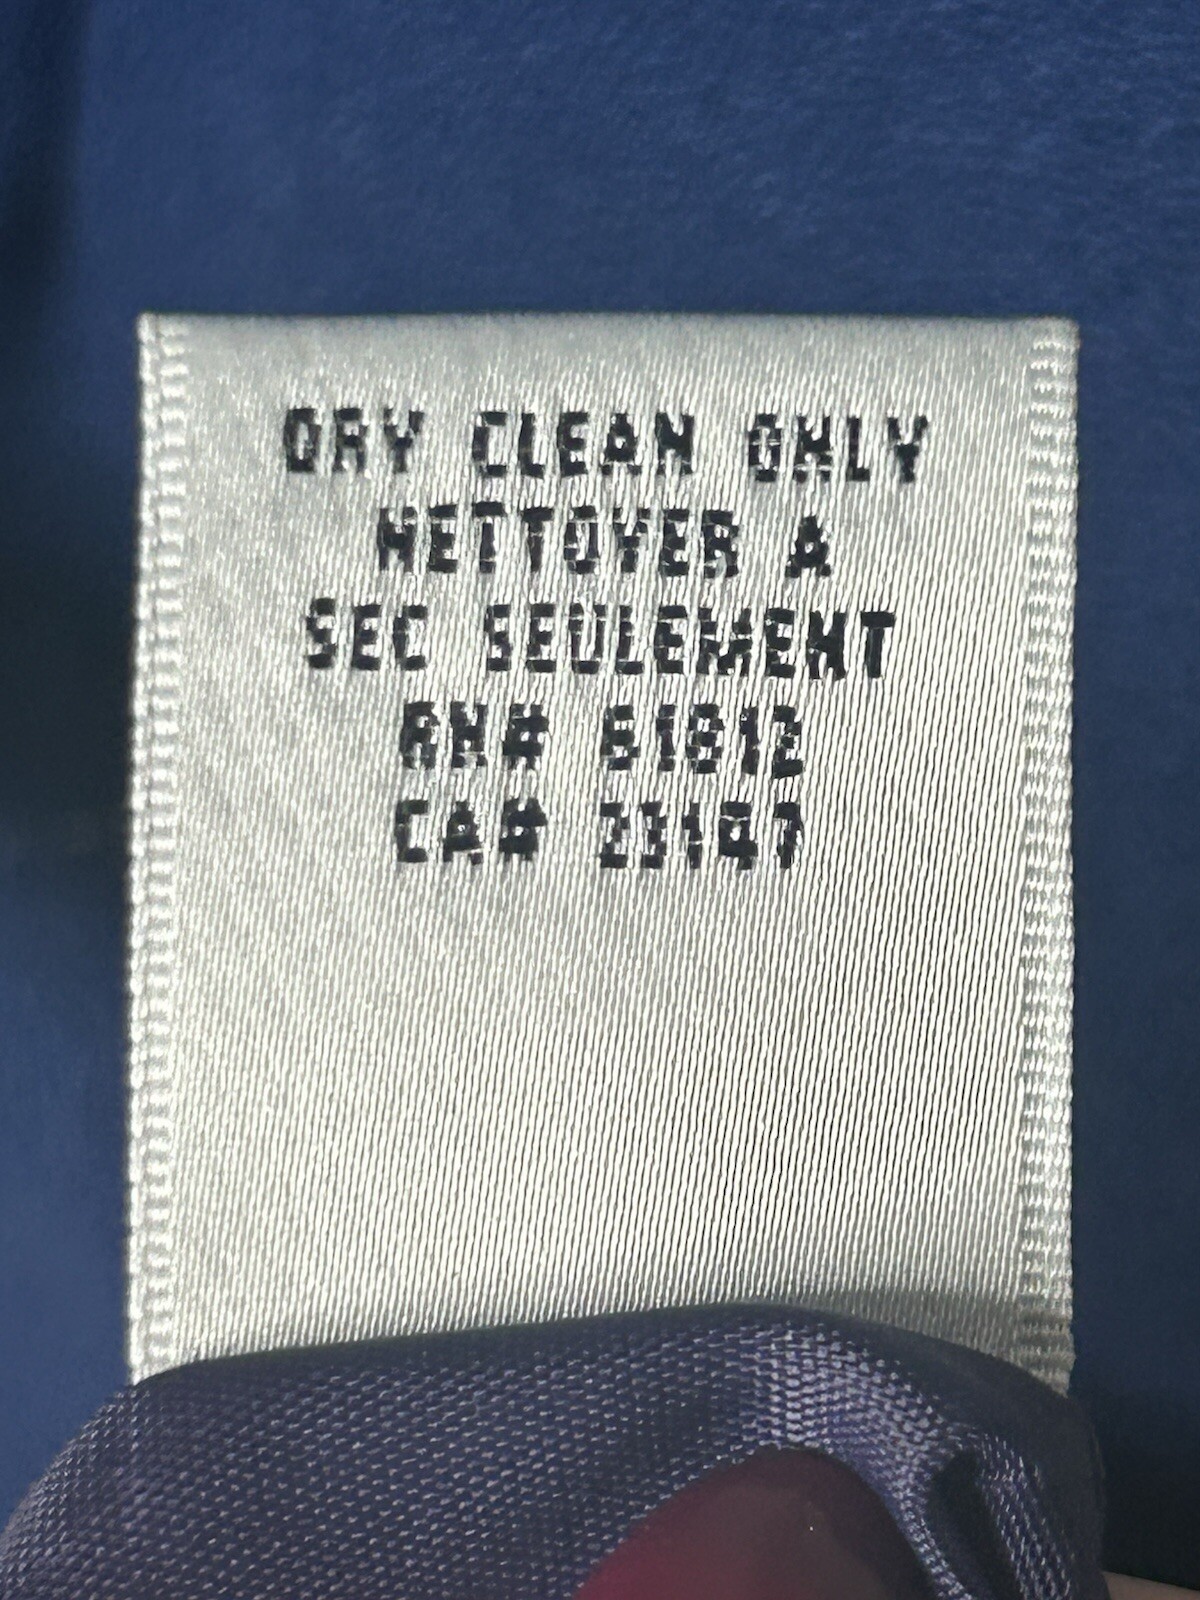 DRY CLEAN ONLY
NETTOYER A
SEC SEULEMENT
RN# 61812
CA# 23147